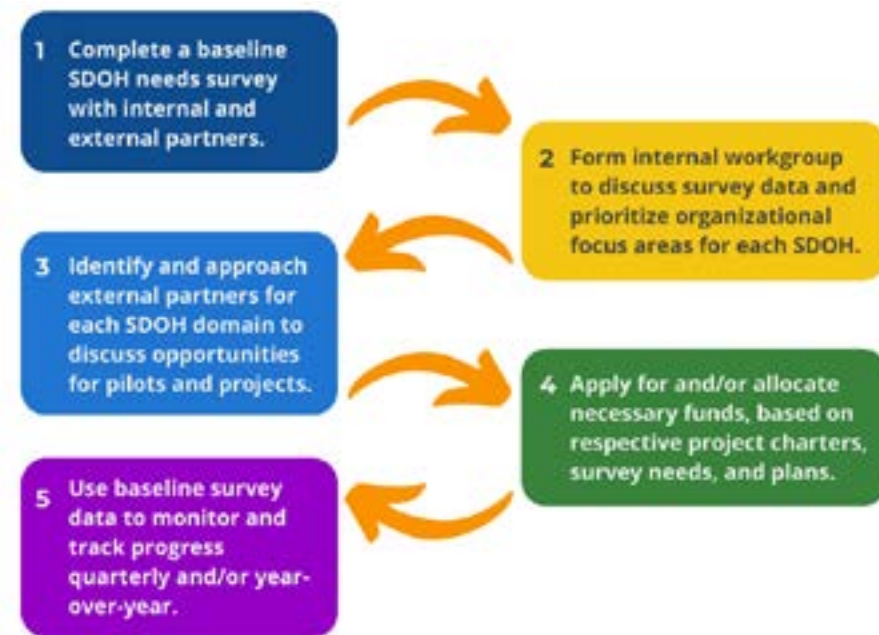 1 Complete a baseline
SDOH needs survey
with internal and
external partners.
2 Form internal workgroup
to discuss survey data and
prioritize organizational
focus areas for each SDOH.
3 Identify and approach
external partners for
each SDOH domain to
discuss opportunities
for pilots and projects.
4 Apply for and/or allocate
necessary funds, based on
respective project charters,
survey needs, and plans.
5 Use baseline survey
data to monitor and
track progress
quarterly and/or year-
over-year.